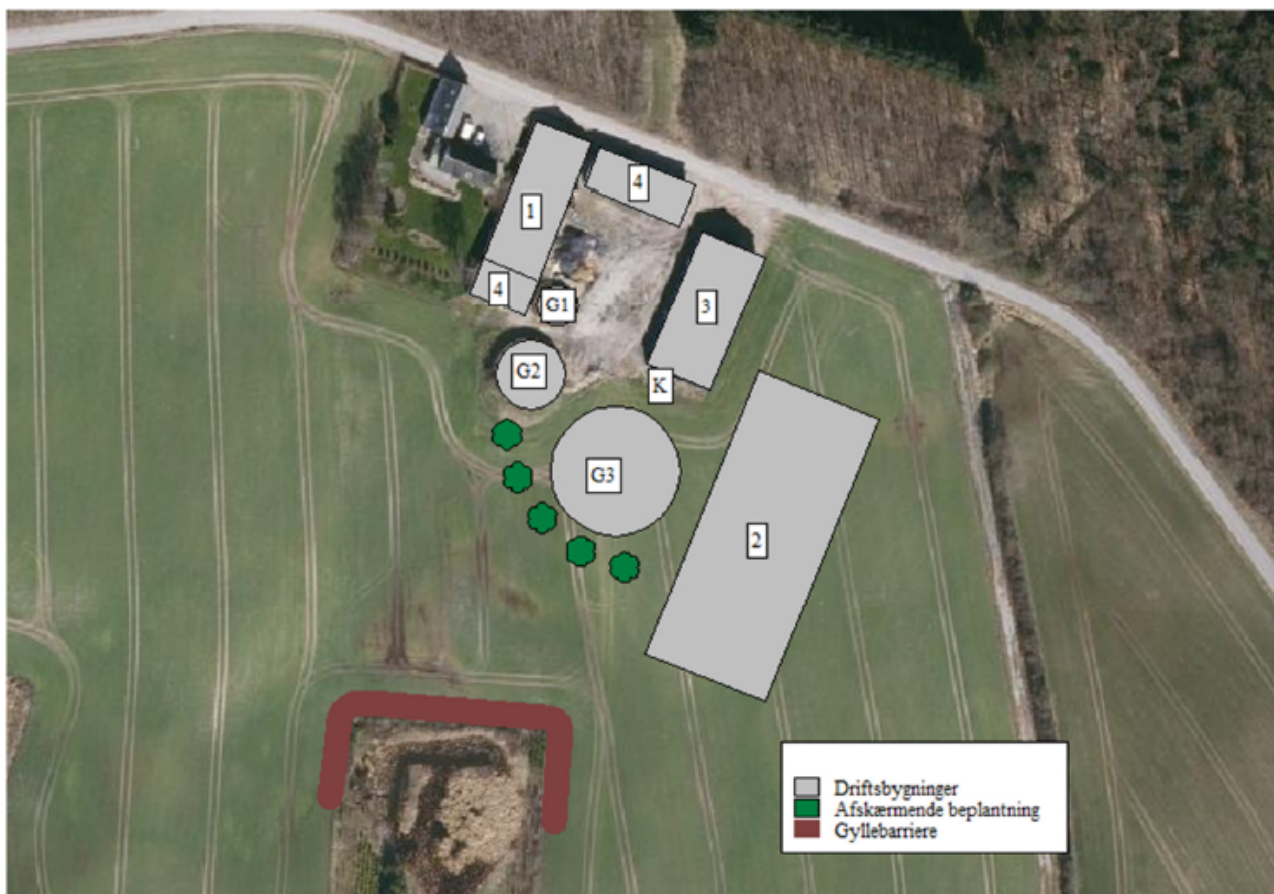 4
1
4
G1
3
G2
K
G3
2
Driftsbygninger
Afskærmende beplantning
Gyllebarriere